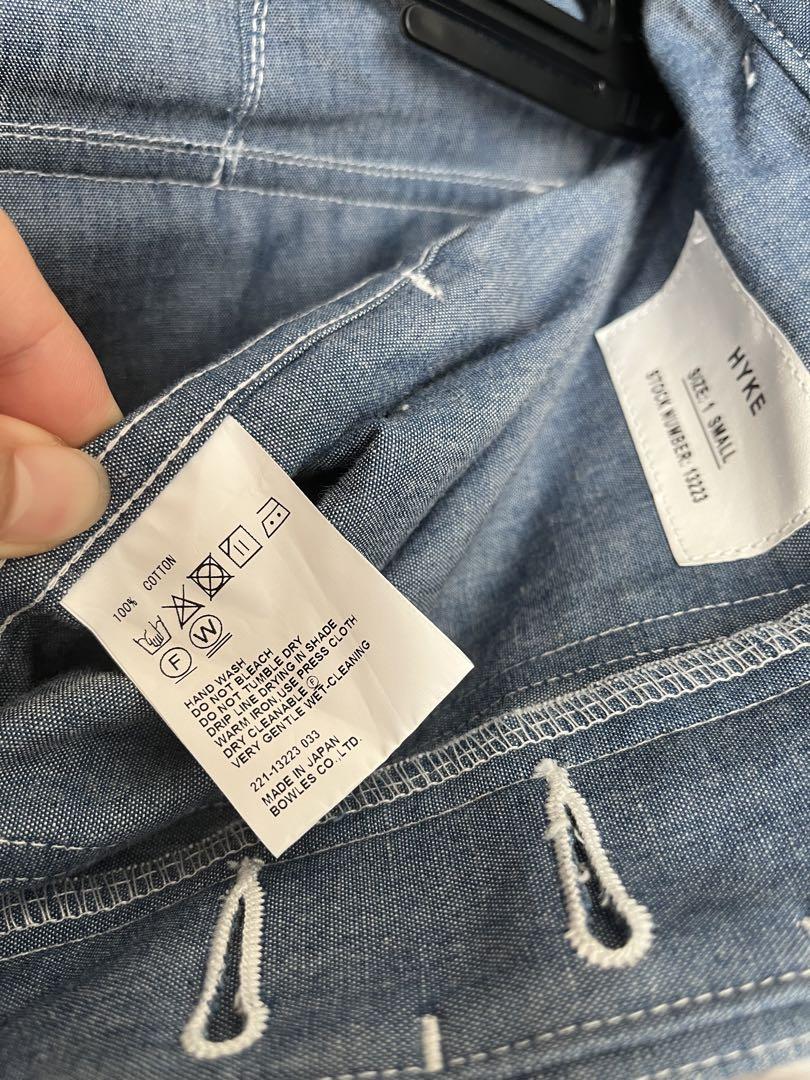 HYKE
SIZE: 1 SMALL
STOCK NUMBER: 13223
100% COTTON
F W
HAND WASH
DO NOT BLEACH
DO NOT TUMBLE DRY
DRIP LINE DRYING IN SHADE
WARM IRON USE PRESS CLOTH
DRY CLEANABLE Ⓕ
VERY GENTLE WET-CLEANING
221-13223 033
MADE IN JAPAN
BOWLES CO.,LTD.